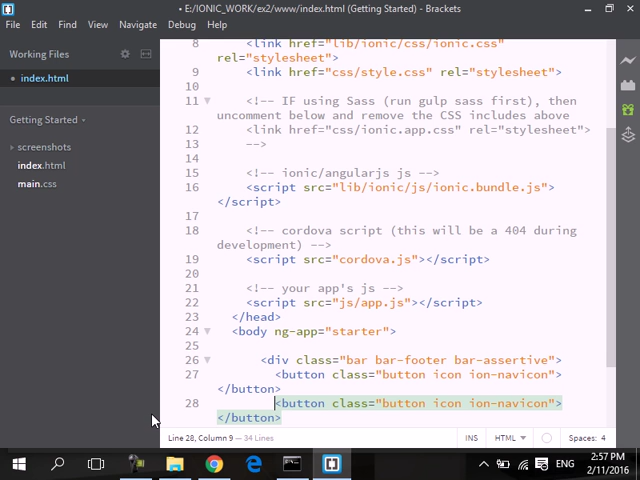 • E:/IONIC_WORK/ex2/www/index.html (Getting Started) - Brackets
File Edit Find View Navigate Debug Help
Working Files
• index.html
Getting Started
screenshots
index.html
main.css
8 <link href="lib/ionic/css/ionic.css"
rel="stylesheet">
9 <link href="css/style.css" rel="stylesheet">
10
11 <!-- IF using Sass (run gulp sass first), then
uncomment below and remove the CSS includes above
12 <link href="css/ionic.app.css" rel="stylesheet">
13 -->
14
15 <!-- ionic/angularjs js -->
16 <script src="lib/ionic/js/ionic.bundle.js">
</script>
17
18 <!-- cordova script (this will be a 404 during
development) -->
19 <script src="cordova.js"></script>
20
21 <!-- your app's js -->
22 <script src="js/app.js"></script>
23 </head>
24 <body ng-app="starter">
25
26 <div class="bar bar-footer bar-assertive">
27 <button class="button icon ion-navicon">
</button>
28 <button class="button icon ion-navicon">
</button>
Line 28, Column 9 — 34 Lines
INS HTML Spaces: 4
ENG
2:57 PM
2/11/2016